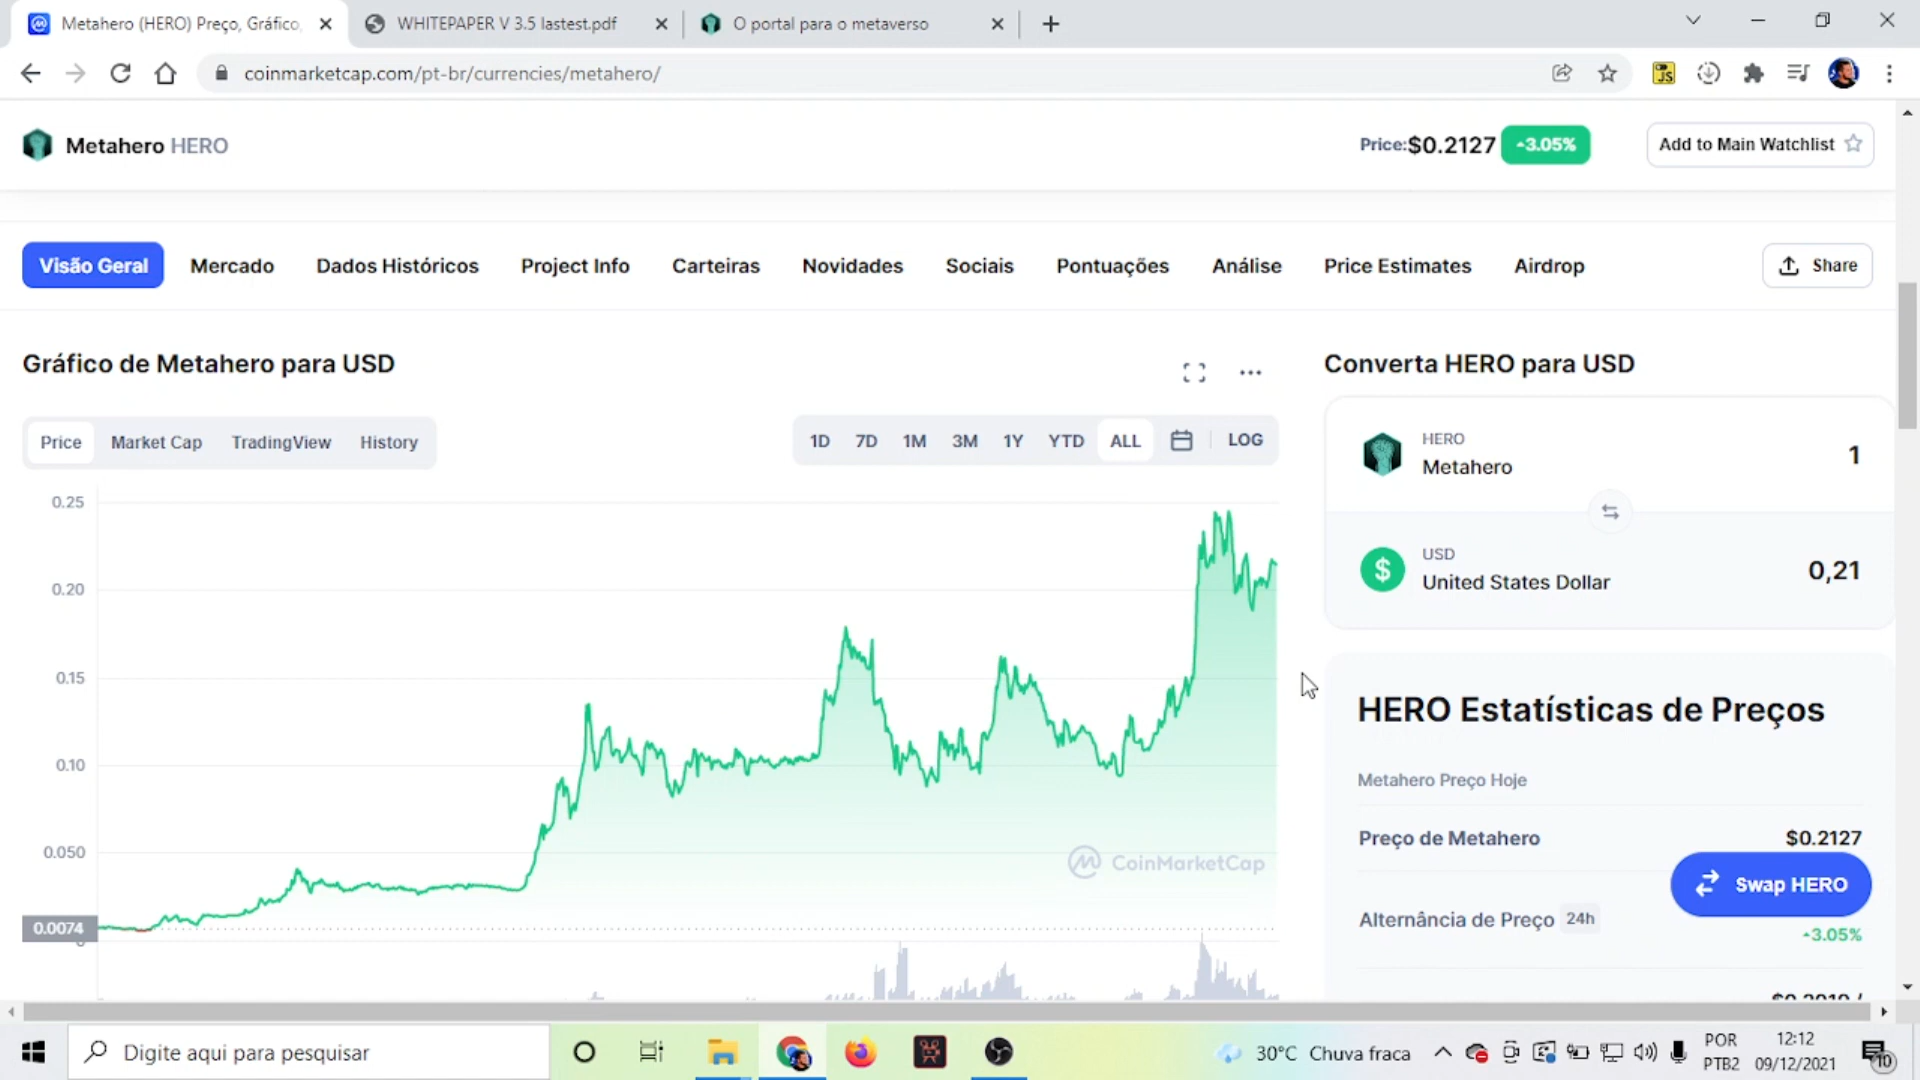 Metahero (HERO) Preço, Gráfico,
WHITEPAPER V 3.5 lastest.pdf
O portal para o metaverso
coinmarketcap.com/pt-br/currencies/metahero/
JS
Metahero HERO
Price:$0.2127
3.05%
Add to Main Watchlist
Visão Geral
Mercado
Dados Históricos
Project Info
Carteiras
Novidades
Sociais
Pontuações
Análise
Price Estimates
Airdrop
Share
Gráfico de Metahero para USD
Converta HERO para USD
Price
Market Cap
TradingView
History
1D
7D
1M
3M
1Y
YTD
ALL
LOG
HERO
Metahero
1
USD
United States Dollar
0,21
0.25
0.20
0.15
0.10
0.050
0.0074
CoinMarketCap
HERO Estatísticas de Preços
Metahero Preço Hoje
Preço de Metahero
$0.2127
Swap HERO
Alternância de Preço 24h
3.05%
Digite aqui para pesquisar
30°C Chuva fraca
POR
PTB2
12:12
09/12/2021
10